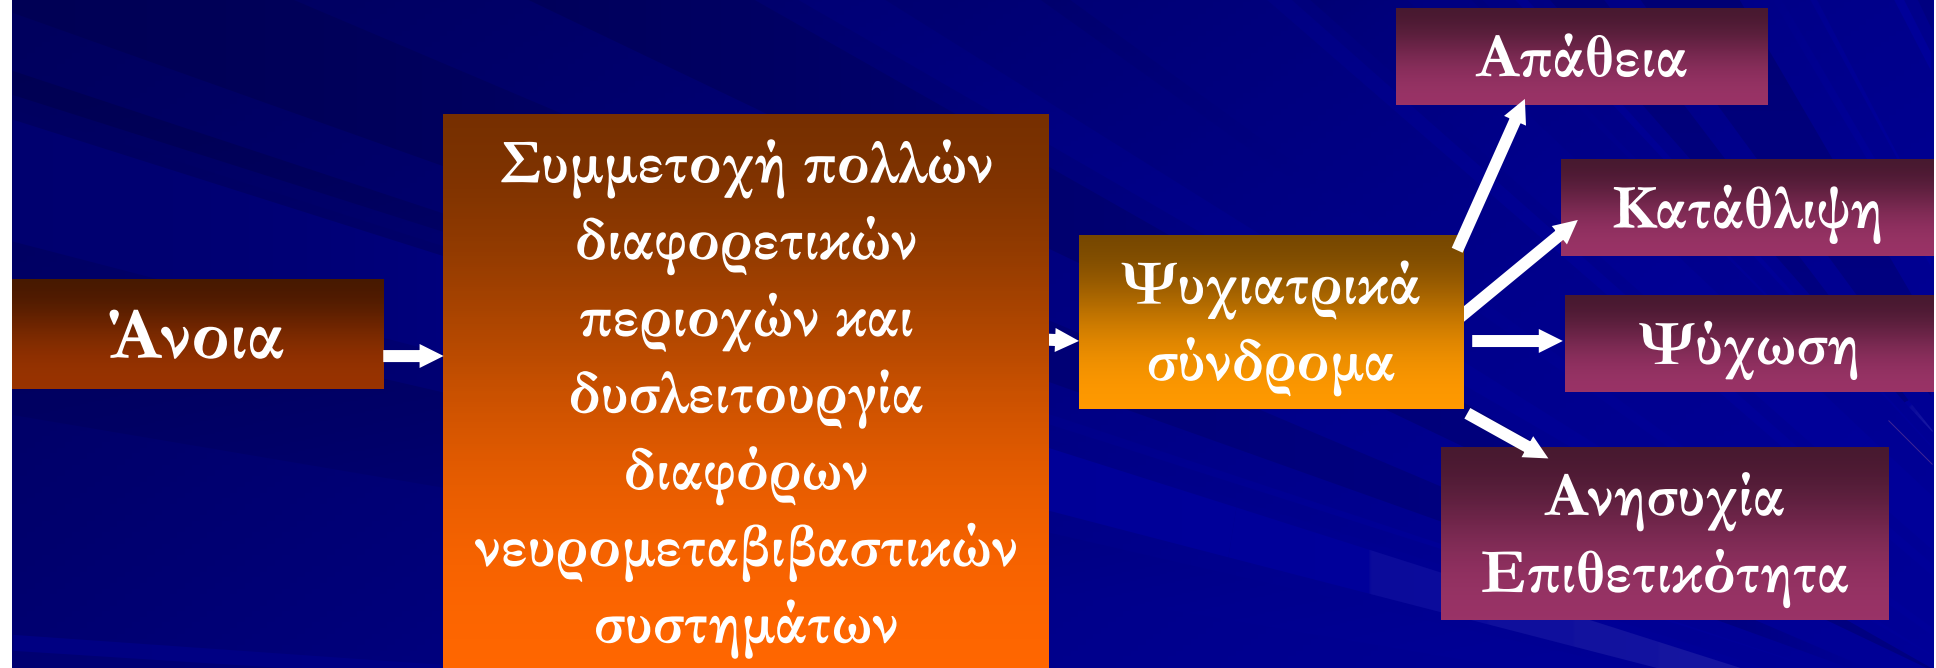 Άνοια
Συμμετοχή πολλών
διαφορετικών
περιοχών και
δυσλειτουργία
διαφόρων
νευρομεταβιβαστικών
συστημάτων
Ψυχιατρικά
σύνδρομα
Απάθεια
Κατάθλιψη
Ψύχωση
Ανησυχία
Επιθετικότητα